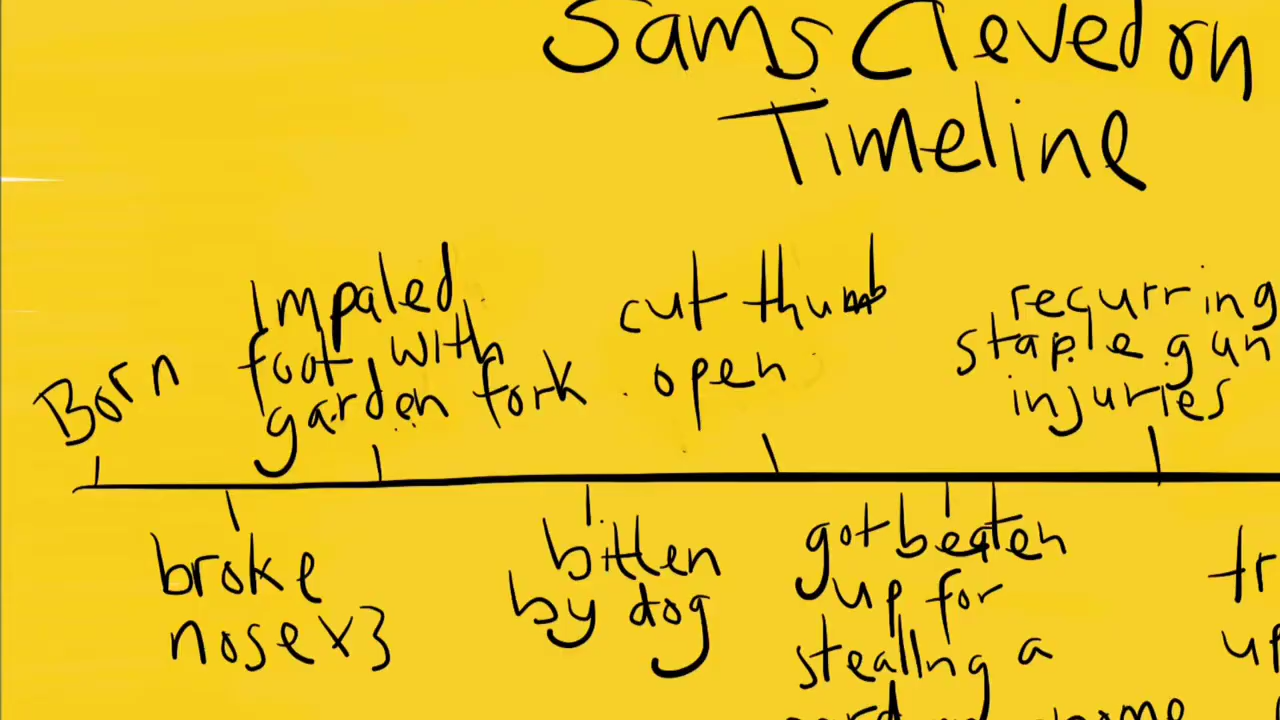 Sams Clevedon
Timeline
Born
Impaled
foot with
garden fork
cut thumb
open
recurring
staple gun
injuries
broke
nose x3
bitten
by dog
got beaten
up for
stealing a